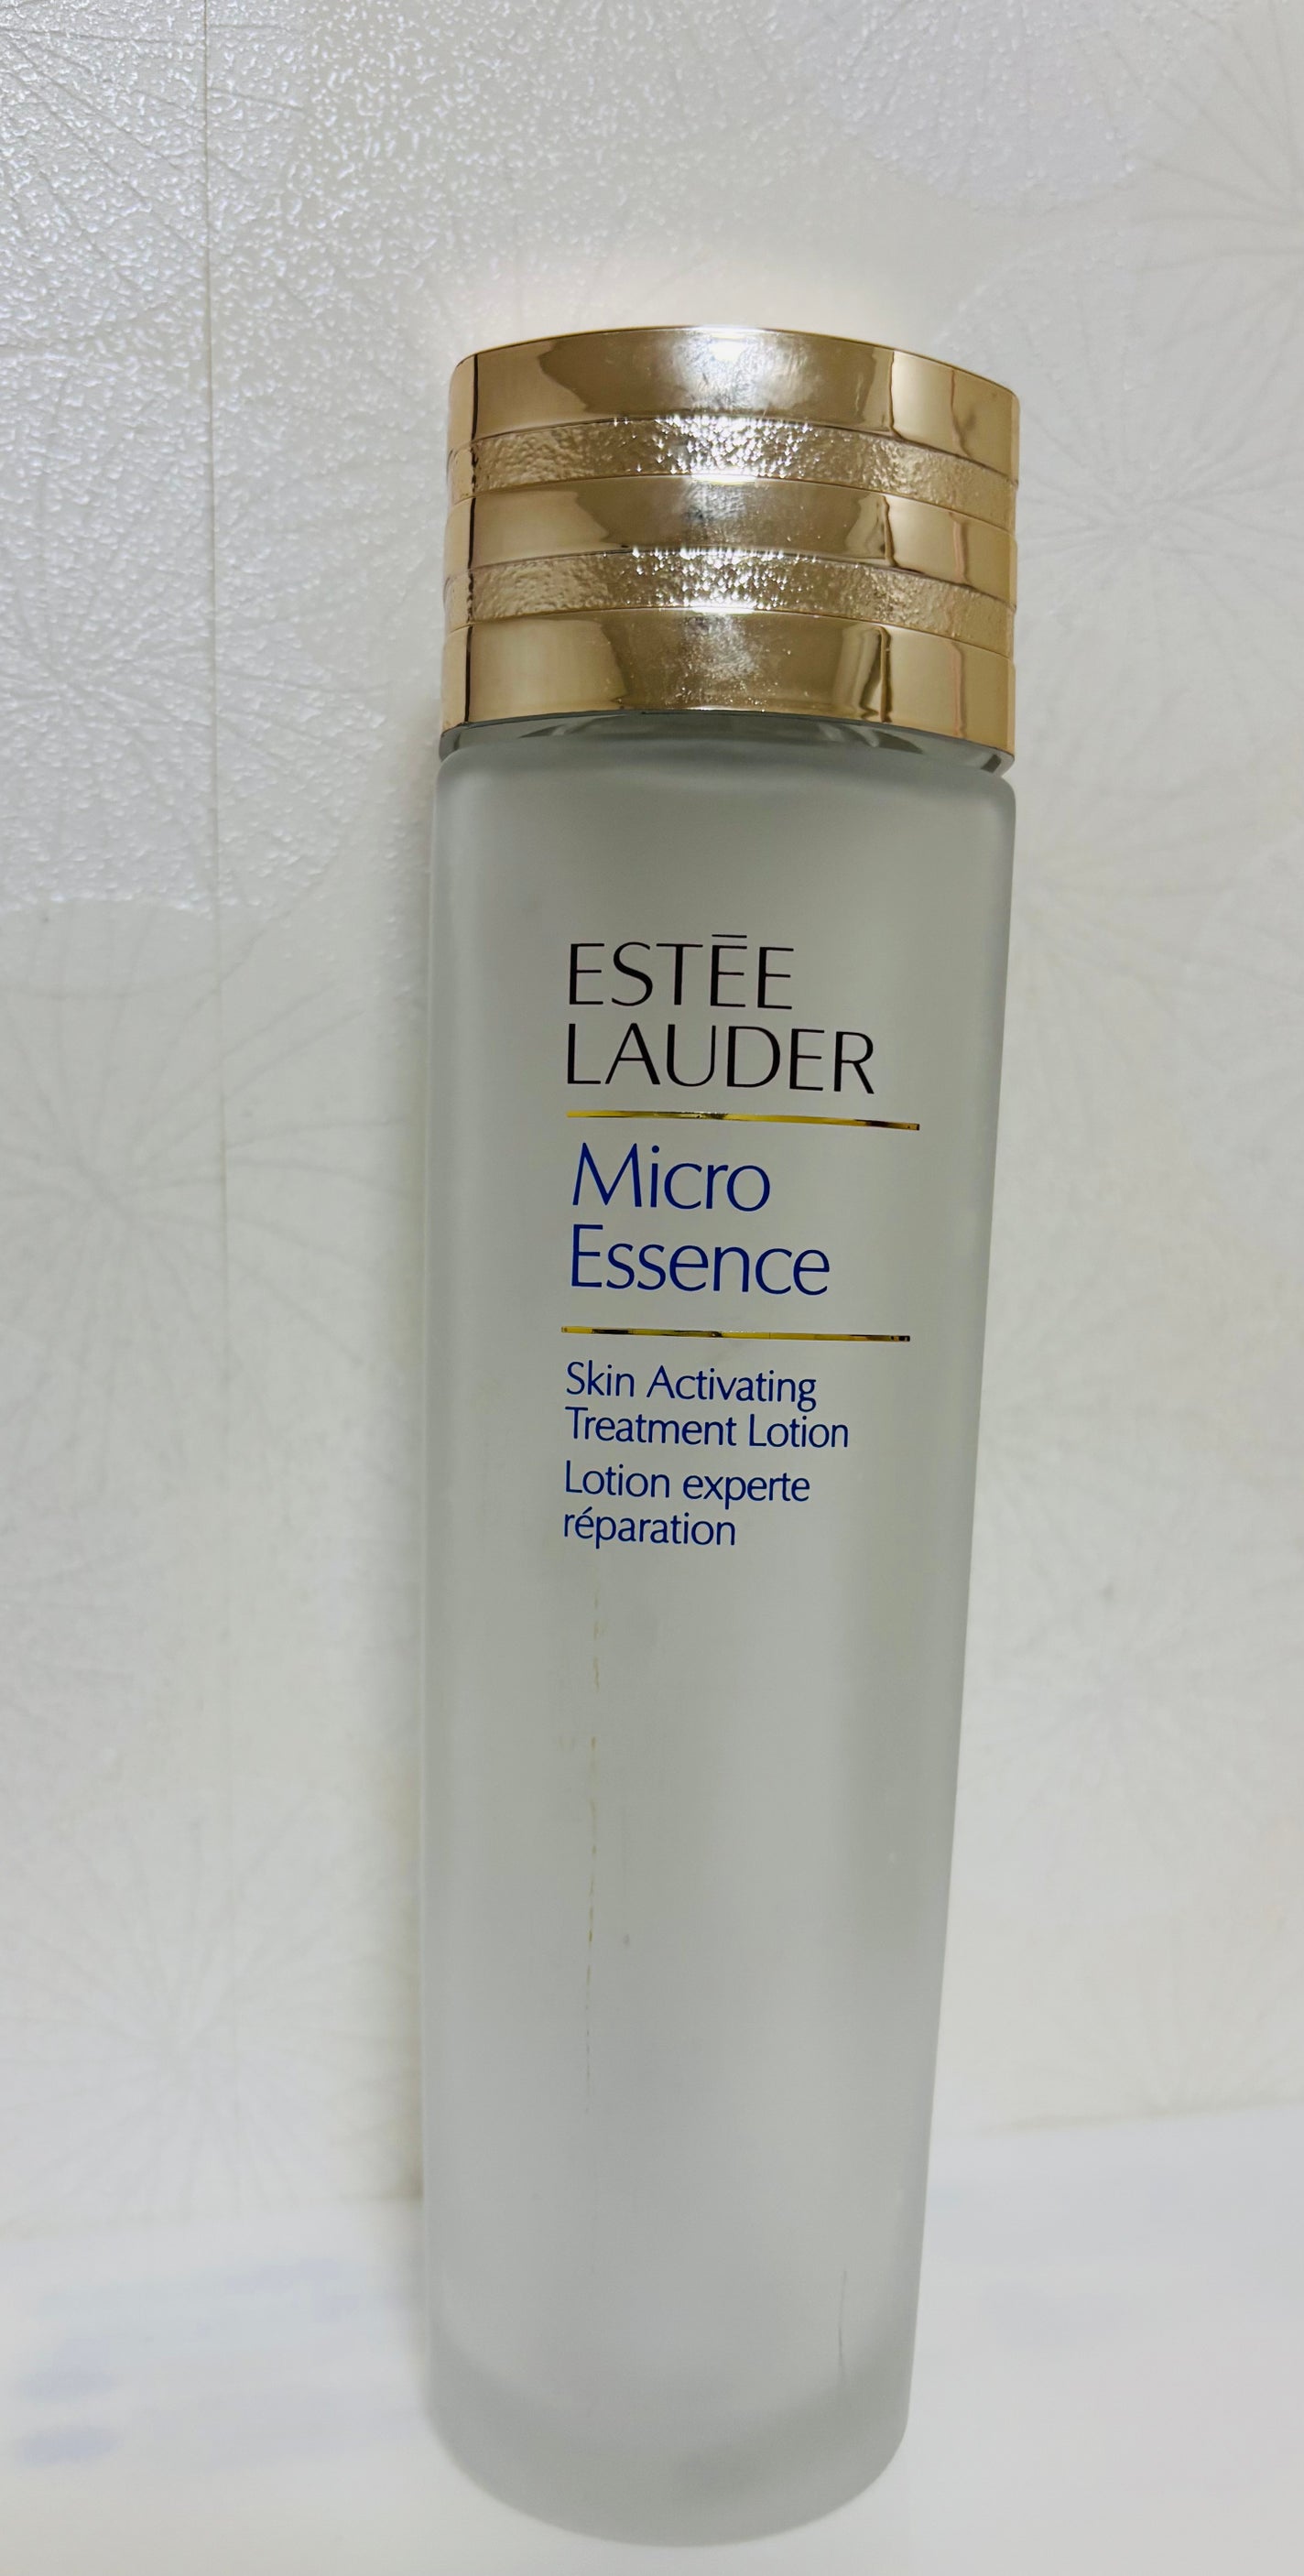 ESTĒE
LAUDER
Micro
Essence
Skin Activating
Treatment Lotion
Lotion experte
réparation